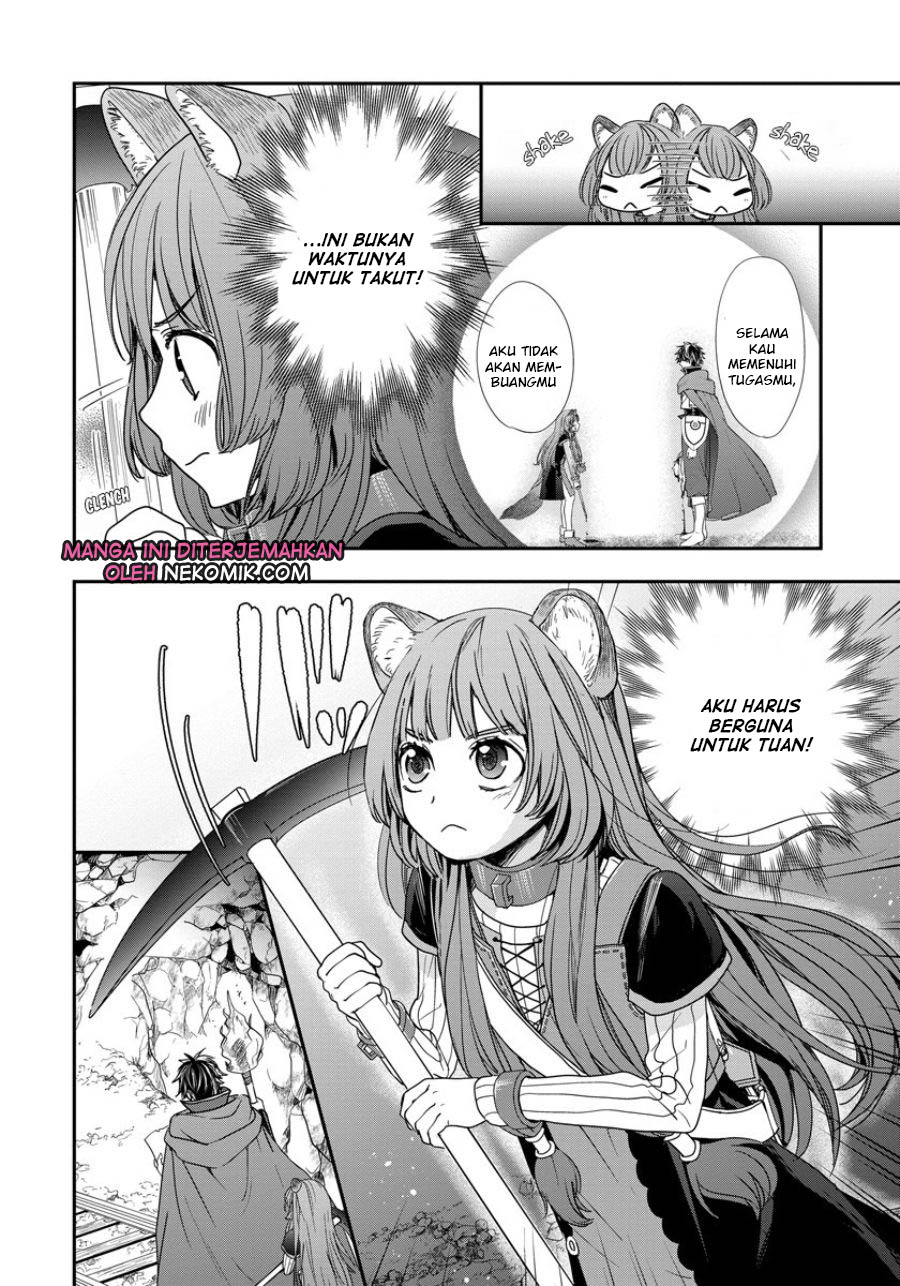 shake
shake
SELAMA
KAU
MEMENUHI
TUGASMU,
AKU TIDAK
AKAN MEM-
BUANGMU
...INI BUKAN
WAKTUNYA
UNTUK TAKUT!
CLENCH
MANGA INI DITERJEMAHKAN
OLEH NEKOMIK.COM
AKU HARUS
BERGUNA
UNTUK TUAN!